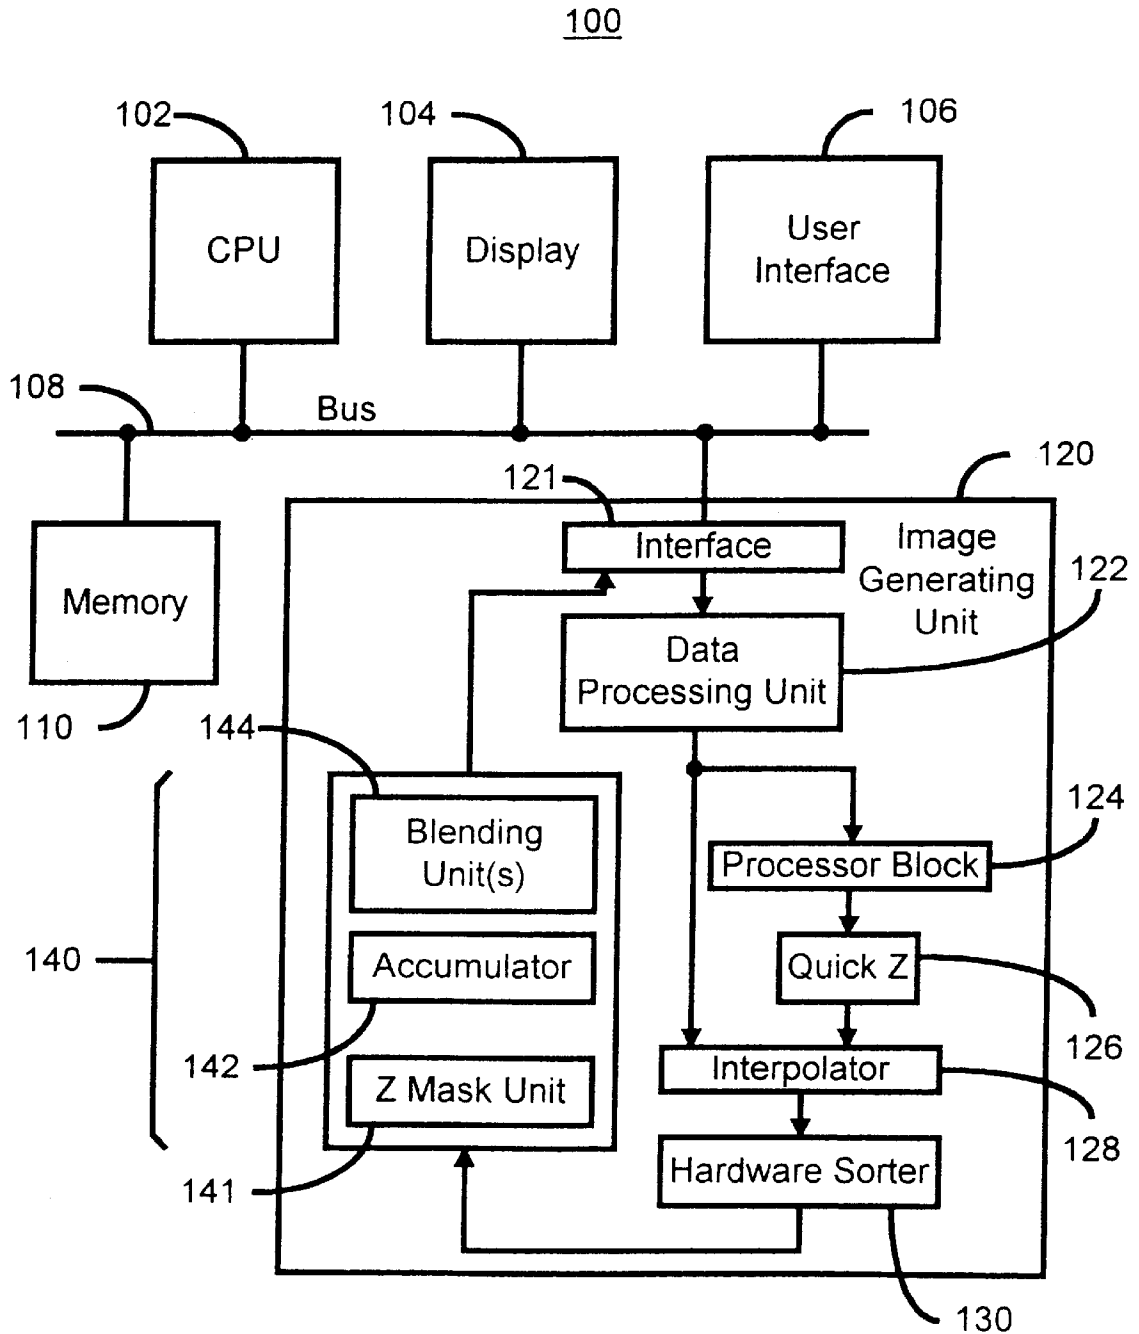 100
102
104
106
CPU
Display
User
Interface
108
Bus
121
120
Interface
Image
Generating
Unit
122
Memory
Data
Processing Unit
110
144
124
Blending
Unit(s)
Processor Block
140
Accumulator
Quick Z
126
142
Z Mask Unit
Interpolator
128
141
Hardware Sorter
130